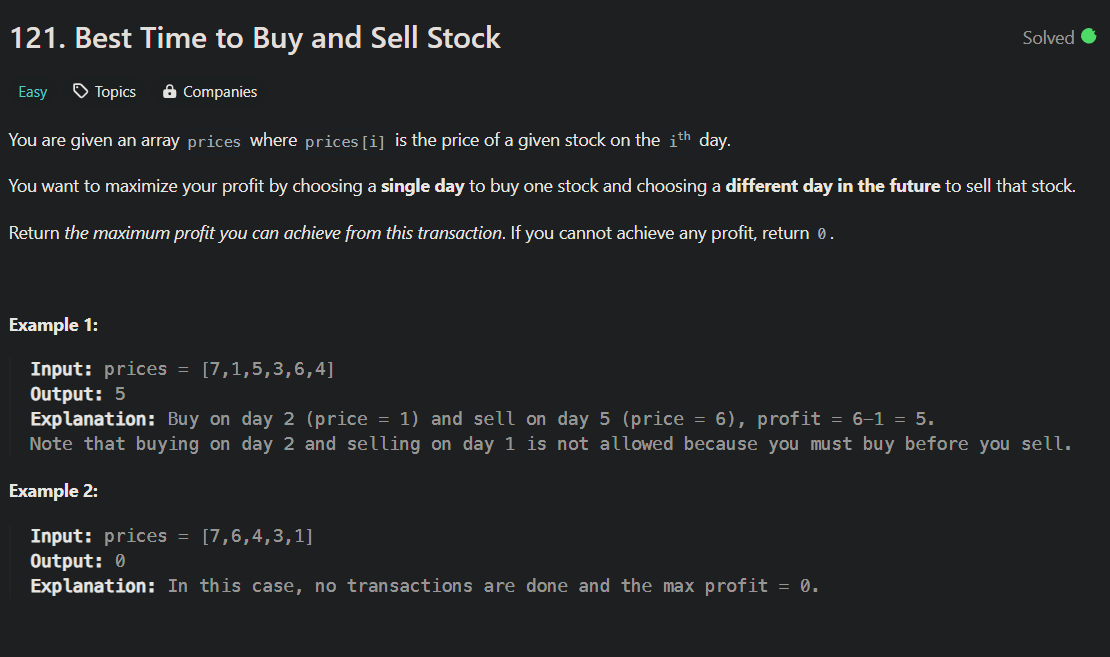 121. Best Time to Buy and Sell Stock
Solved
Easy Topics Companies
You are given an array prices where prices[i] is the price of a given stock on the ith day.
You want to maximize your profit by choosing a single day to buy one stock and choosing a different day in the future to sell that stock.
Return the maximum profit you can achieve from this transaction. If you cannot achieve any profit, return 0.
Example 1:
Input: prices = [7,1,5,3,6,4]
Output: 5
Explanation: Buy on day 2 (price = 1) and sell on day 5 (price = 6), profit = 6-1 = 5.
Note that buying on day 2 and selling on day 1 is not allowed because you must buy before you sell.
Example 2:
Input: prices = [7,6,4,3,1]
Output: 0
Explanation: In this case, no transactions are done and the max profit = 0.